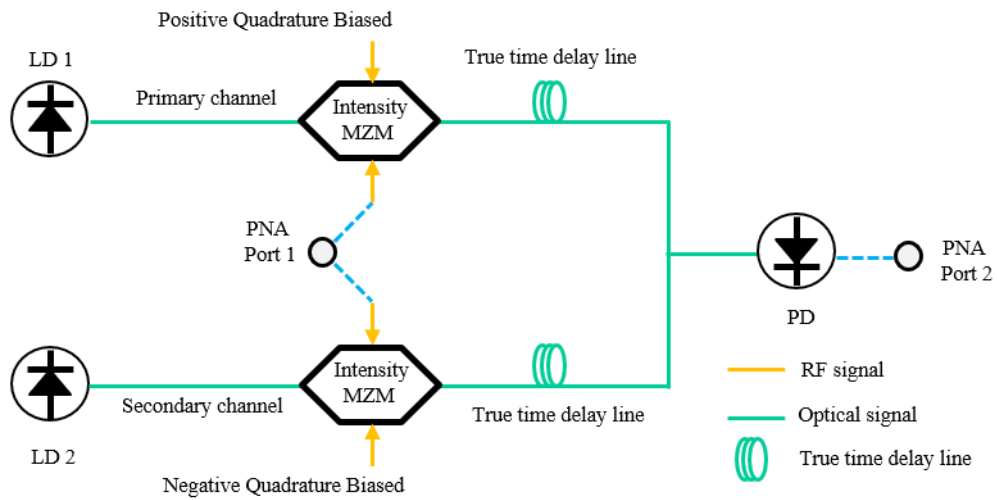 Positive Quadrature Biased
LD 1
True time delay line
Primary channel
Intensity
MZM
PNA
Port 1
PNA
Port 2
PD
Intensity
MZM
Secondary channel
True time delay line
LD 2
Negative Quadrature Biased
RF signal
Optical signal
True time delay line